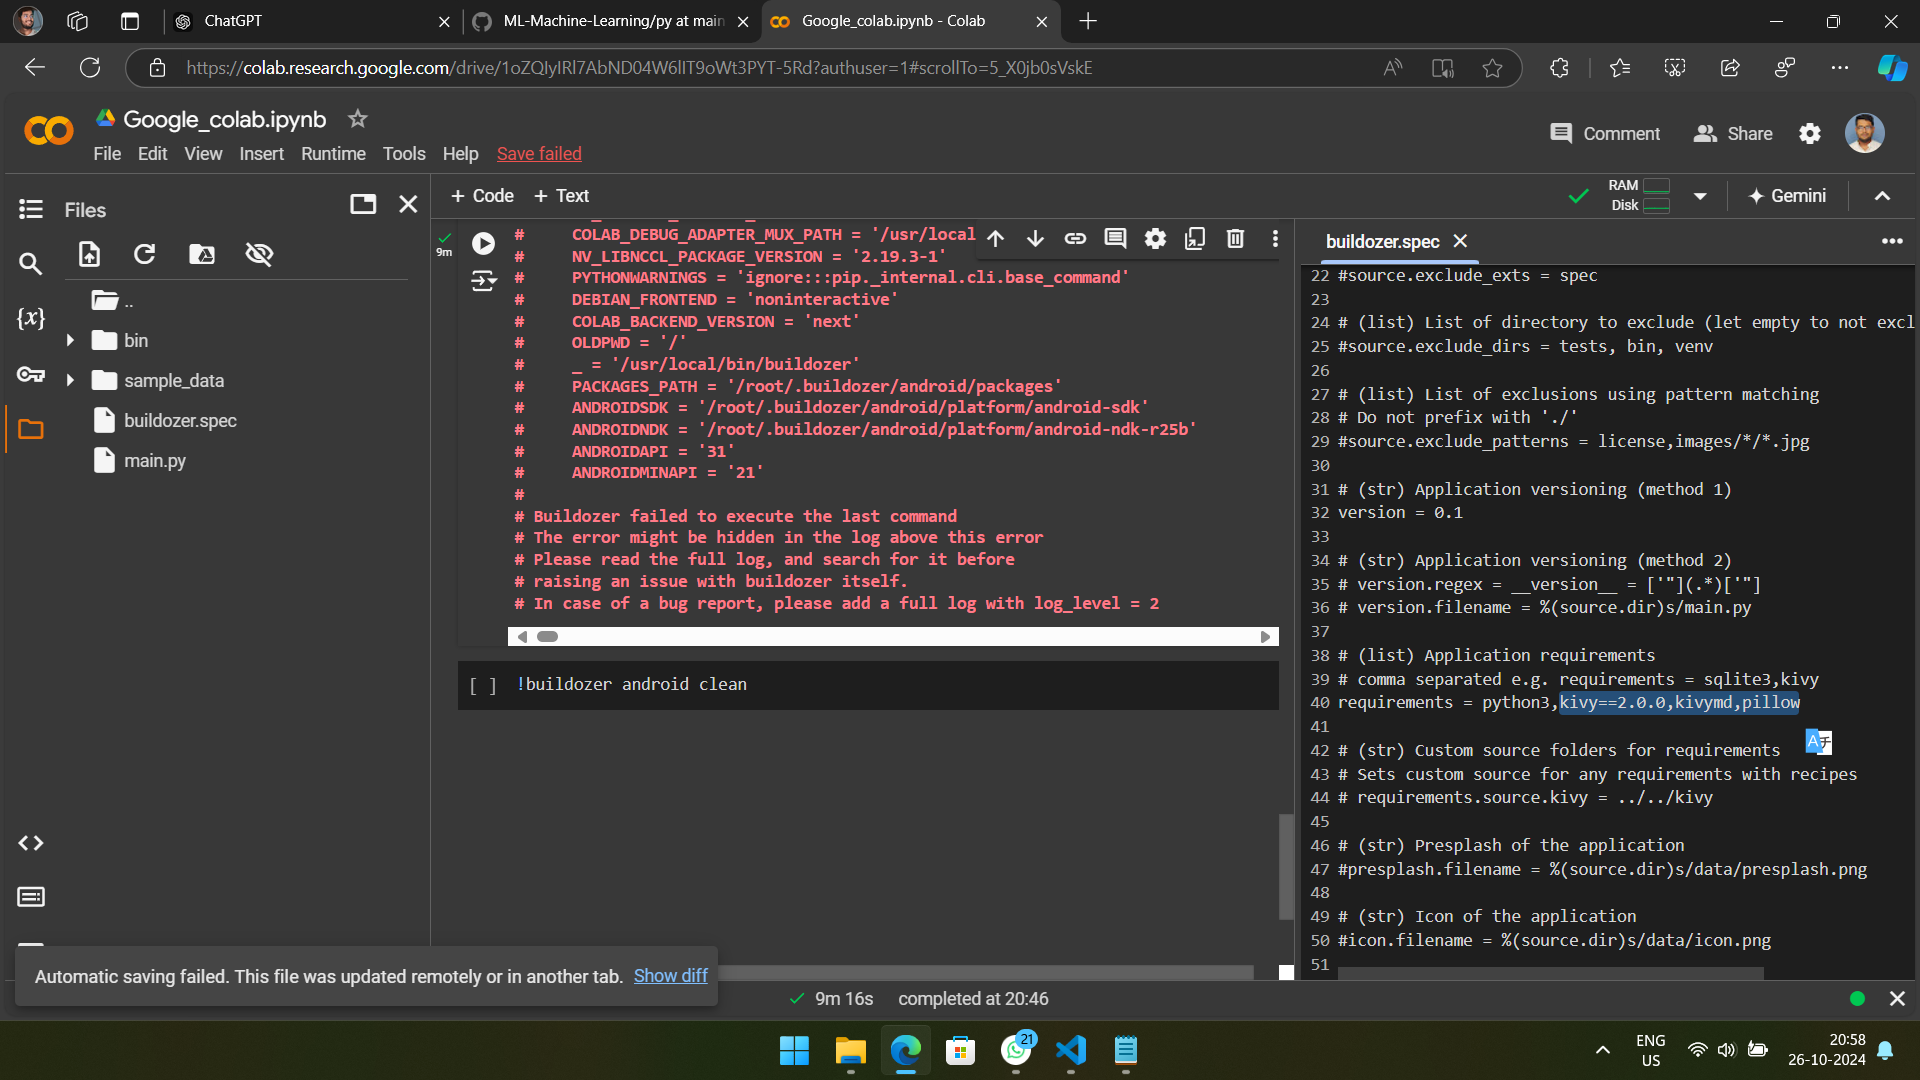 ChatGPT
ML-Machine-Learning/py at main
Google_colab.ipynb - Colab
https://colab.research.google.com/drive/1oZQIyIRl7AbND04W6lIT9oWt3PYT-5Rd?authuser=1#scrollTo=5_X0jb0sVskE
Google_colab.ipynb
File Edit View Insert Runtime Tools Help Save failed
Comment Share
Files
+ Code + Text
RAM
Disk
Gemini
..
bin
sample_data
buildozer.spec
main.py
{x}
9m
# COLAB_DEBUG_ADAPTER_MUX_PATH = '/usr/local
# NV_LIBNCCL_PACKAGE_VERSION = '2.19.3-1'
# PYTHONWARNINGS = 'ignore:::pip._internal.cli.base_command'
# DEBIAN_FRONTEND = 'noninteractive'
# COLAB_BACKEND_VERSION = 'next'
# OLDPWD = '/'
# _ = '/usr/local/bin/buildozer'
# PACKAGES_PATH = '/root/.buildozer/android/packages'
# ANDROIDSDK = '/root/.buildozer/android/platform/android-sdk'
# ANDROIDNDK = '/root/.buildozer/android/platform/android-ndk-r25b'
# ANDROIDAPI = '31'
# ANDROIDMINAPI = '21'
#
# Buildozer failed to execute the last command
# The error might be hidden in the log above this error
# Please read the full log, and search for it before
# raising an issue with buildozer itself.
# In case of a bug report, please add a full log with log_level = 2
[ ] !buildozer android clean
buildozer.spec
22 #source.exclude_exts = spec
23
24 # (list) List of directory to exclude (let empty to not excl
25 #source.exclude_dirs = tests, bin, venv
26
27 # (list) List of exclusions using pattern matching
28 # Do not prefix with './'
29 #source.exclude_patterns = license,images/*/*.jpg
30
31 # (str) Application versioning (method 1)
32 version = 0.1
33
34 # (str) Application versioning (method 2)
35 # version.regex = __version__ = ['"](.*)['"]
36 # version.filename = %(source.dir)s/main.py
37
38 # (list) Application requirements
39 # comma separated e.g. requirements = sqlite3,kivy
40 requirements = python3,kivy==2.0.0,kivymd,pillow
41
42 # (str) Custom source folders for requirements
43 # Sets custom source for any requirements with recipes
44 # requirements.source.kivy = ../../kivy
45
46 # (str) Presplash of the application
47 #presplash.filename = %(source.dir)s/data/presplash.png
48
49 # (str) Icon of the application
50 #icon.filename = %(source.dir)s/data/icon.png
51
Automatic saving failed. This file was updated remotely or in another tab. Show diff
9m 16s completed at 20:46
21
ENG
US
20:58
26-10-2024